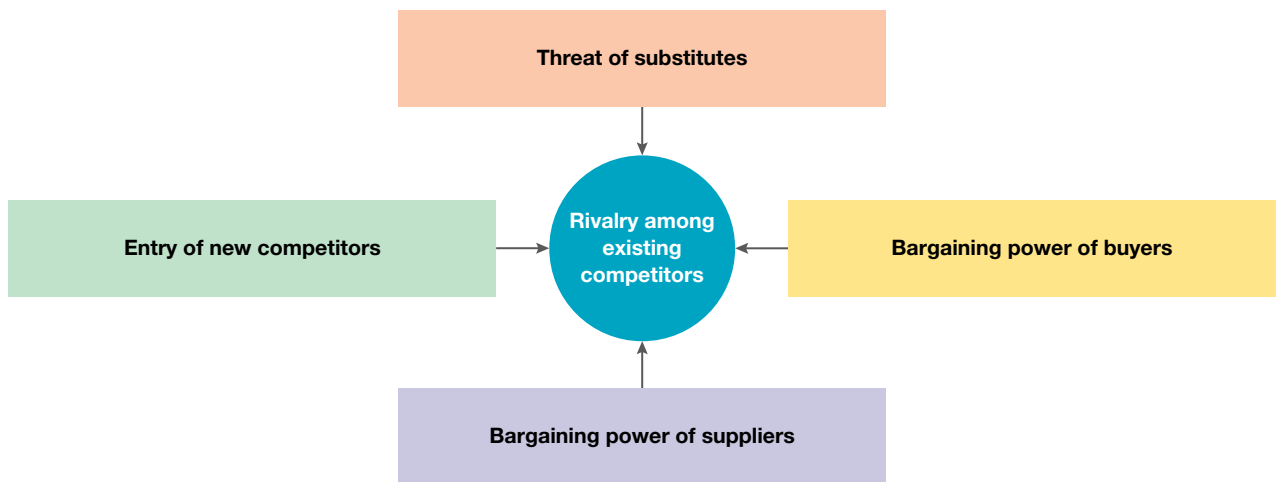 Threat of substitutes
Entry of new competitors
Rivalry among
existing
competitors
Bargaining power of buyers
Bargaining power of suppliers